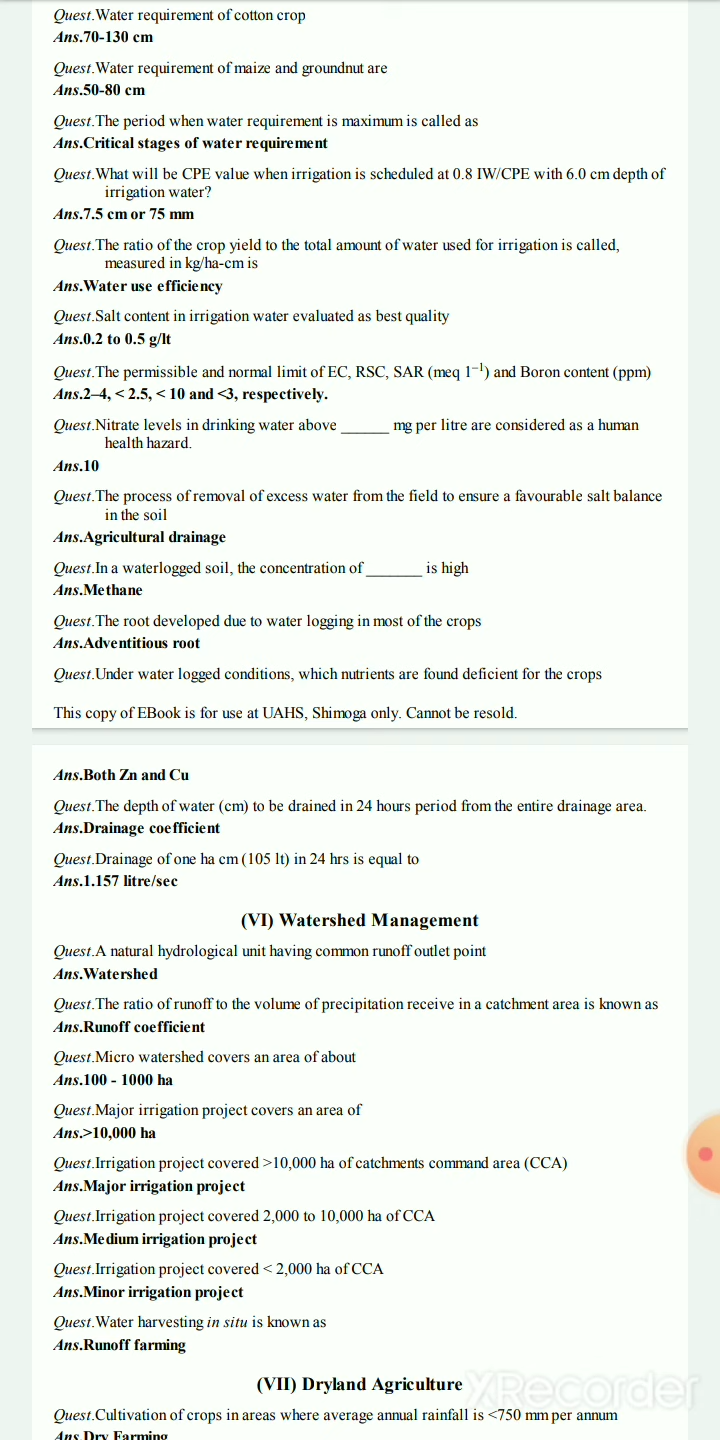 Quest.Water requirement of cotton crop
Ans.70-130 cm
Quest.Water requirement of maize and groundnut are
Ans.50-80 cm
Quest.The period when water requirement is maximum is called as
Ans.Critical stages of water requirement
Quest.What will be CPE value when irrigation is scheduled at 0.8 IW/CPE with 6.0 cm depth of
irrigation water?
Ans.7.5 cm or 75 mm
Quest.The ratio of the crop yield to the total amount of water used for irrigation is called,
measured in kg/ha-cm is
Ans.Water use efficiency
Quest.Salt content in irrigation water evaluated as best quality
Ans.0.2 to 0.5 g/lt
Quest.The permissible and normal limit of EC, RSC, SAR (meq 1⁻¹) and Boron content (ppm)
Ans.2–4, < 2.5, < 10 and <3, respectively.
Quest.Nitrate levels in drinking water above ______ mg per litre are considered as a human
health hazard.
Ans.10
Quest.The process of removal of excess water from the field to ensure a favourable salt balance
in the soil
Ans.Agricultural drainage
Quest.In a waterlogged soil, the concentration of _______ is high
Ans.Methane
Quest.The root developed due to water logging in most of the crops
Ans.Adventitious root
Quest.Under water logged conditions, which nutrients are found deficient for the crops
This copy of EBook is for use at UAHS, Shimoga only. Cannot be resold.
Ans.Both Zn and Cu
Quest.The depth of water (cm) to be drained in 24 hours period from the entire drainage area.
Ans.Drainage coefficient
Quest.Drainage of one ha cm (105 lt) in 24 hrs is equal to
Ans.1.157 litre/sec
(VI) Watershed Management
Quest.A natural hydrological unit having common runoff outlet point
Ans.Watershed
Quest.The ratio of runoff to the volume of precipitation receive in a catchment area is known as
Ans.Runoff coefficient
Quest.Micro watershed covers an area of about
Ans.100 - 1000 ha
Quest.Major irrigation project covers an area of
Ans.>10,000 ha
Quest.Irrigation project covered >10,000 ha of catchments command area (CCA)
Ans.Major irrigation project
Quest.Irrigation project covered 2,000 to 10,000 ha of CCA
Ans.Medium irrigation project
Quest.Irrigation project covered < 2,000 ha of CCA
Ans.Minor irrigation project
Quest.Water harvesting in situ is known as
Ans.Runoff farming
(VII) Dryland Agriculture
XRecorder
Quest.Cultivation of crops in areas where average annual rainfall is <750 mm per annum
Ans.Dry Farming